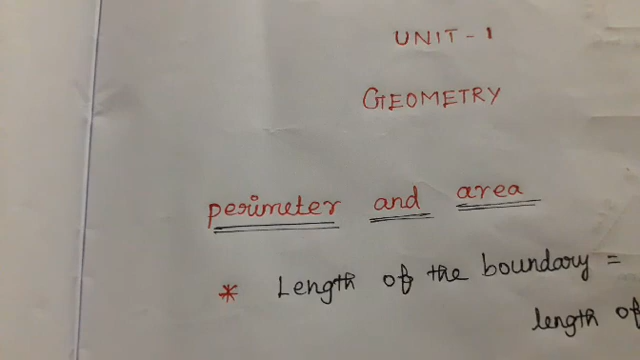 UNIT - 1
GEOMETRY
perimeter and area
* Length of the boundary =
length of